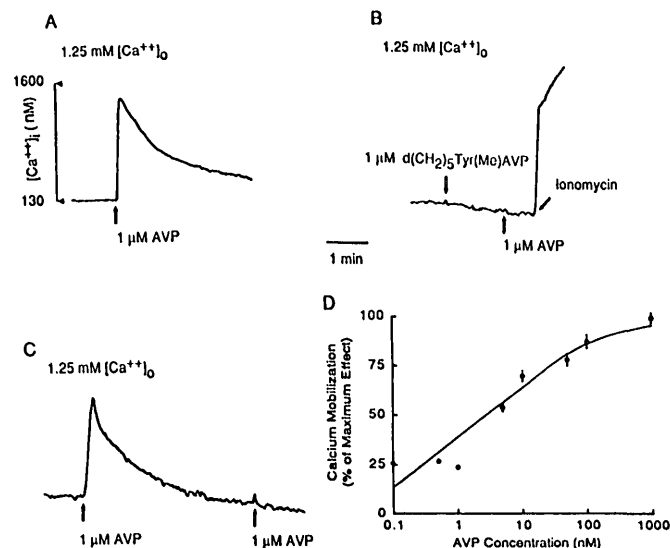 A
1.25 mM [Ca++]o
1600
[Ca++]i (nM)
130
1 µM AVP
B
1.25 mM [Ca++]o
1 µM d(CH2)5Tyr(Me)AVP
Ionomycin
1 µM AVP
1 min
C
1.25 mM [Ca++]o
1 µM AVP
1 µM AVP
D
Calcium Mobilization
(% of Maximum Effect)
100
75
50
25
0
0.1
1
10
100
1000
AVP Concentration (nM)